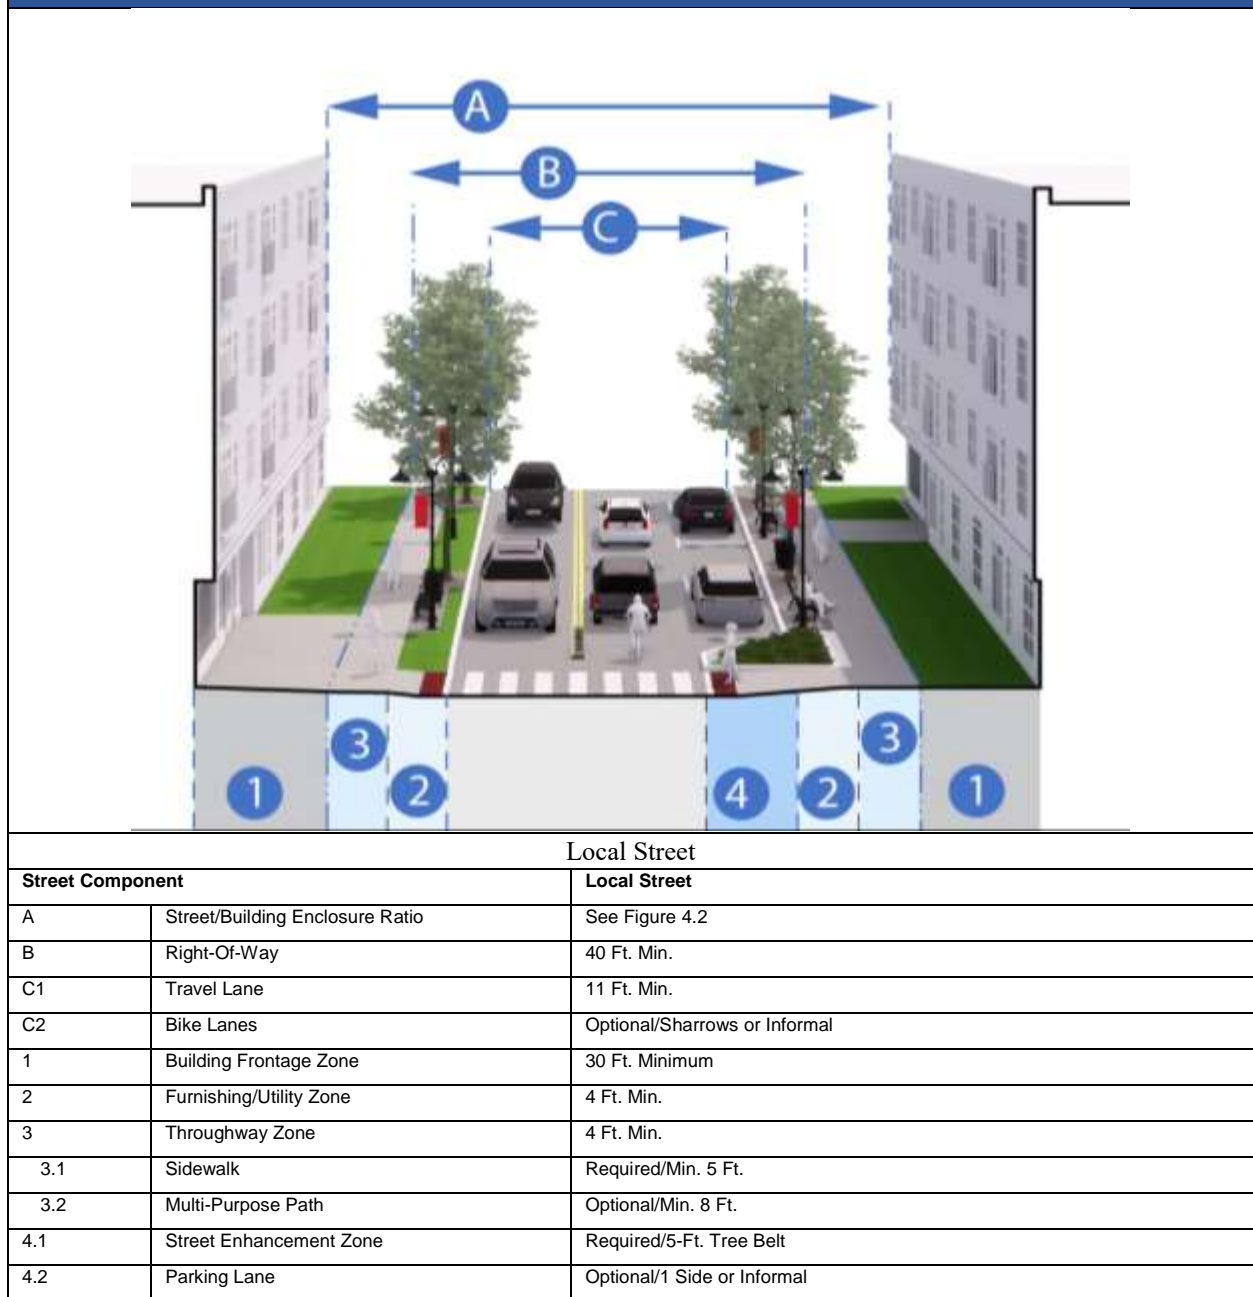 A
B
C
3 3
1 2 4 2 1
Local Street
Street Component Local Street
A Street/Building Enclosure Ratio See Figure 4.2
B Right-Of-Way 40 Ft. Min.
C1 Travel Lane 11 Ft. Min.
C2 Bike Lanes Optional/Sharrows or Informal
1 Building Frontage Zone 30 Ft. Minimum
2 Furnishing/Utility Zone 4 Ft. Min.
3 Throughway Zone 4 Ft. Min.
3.1 Sidewalk Required/Min. 5 Ft.
3.2 Multi-Purpose Path Optional/Min. 8 Ft.
4.1 Street Enhancement Zone Required/5-Ft. Tree Belt
4.2 Parking Lane Optional/1 Side or Informal